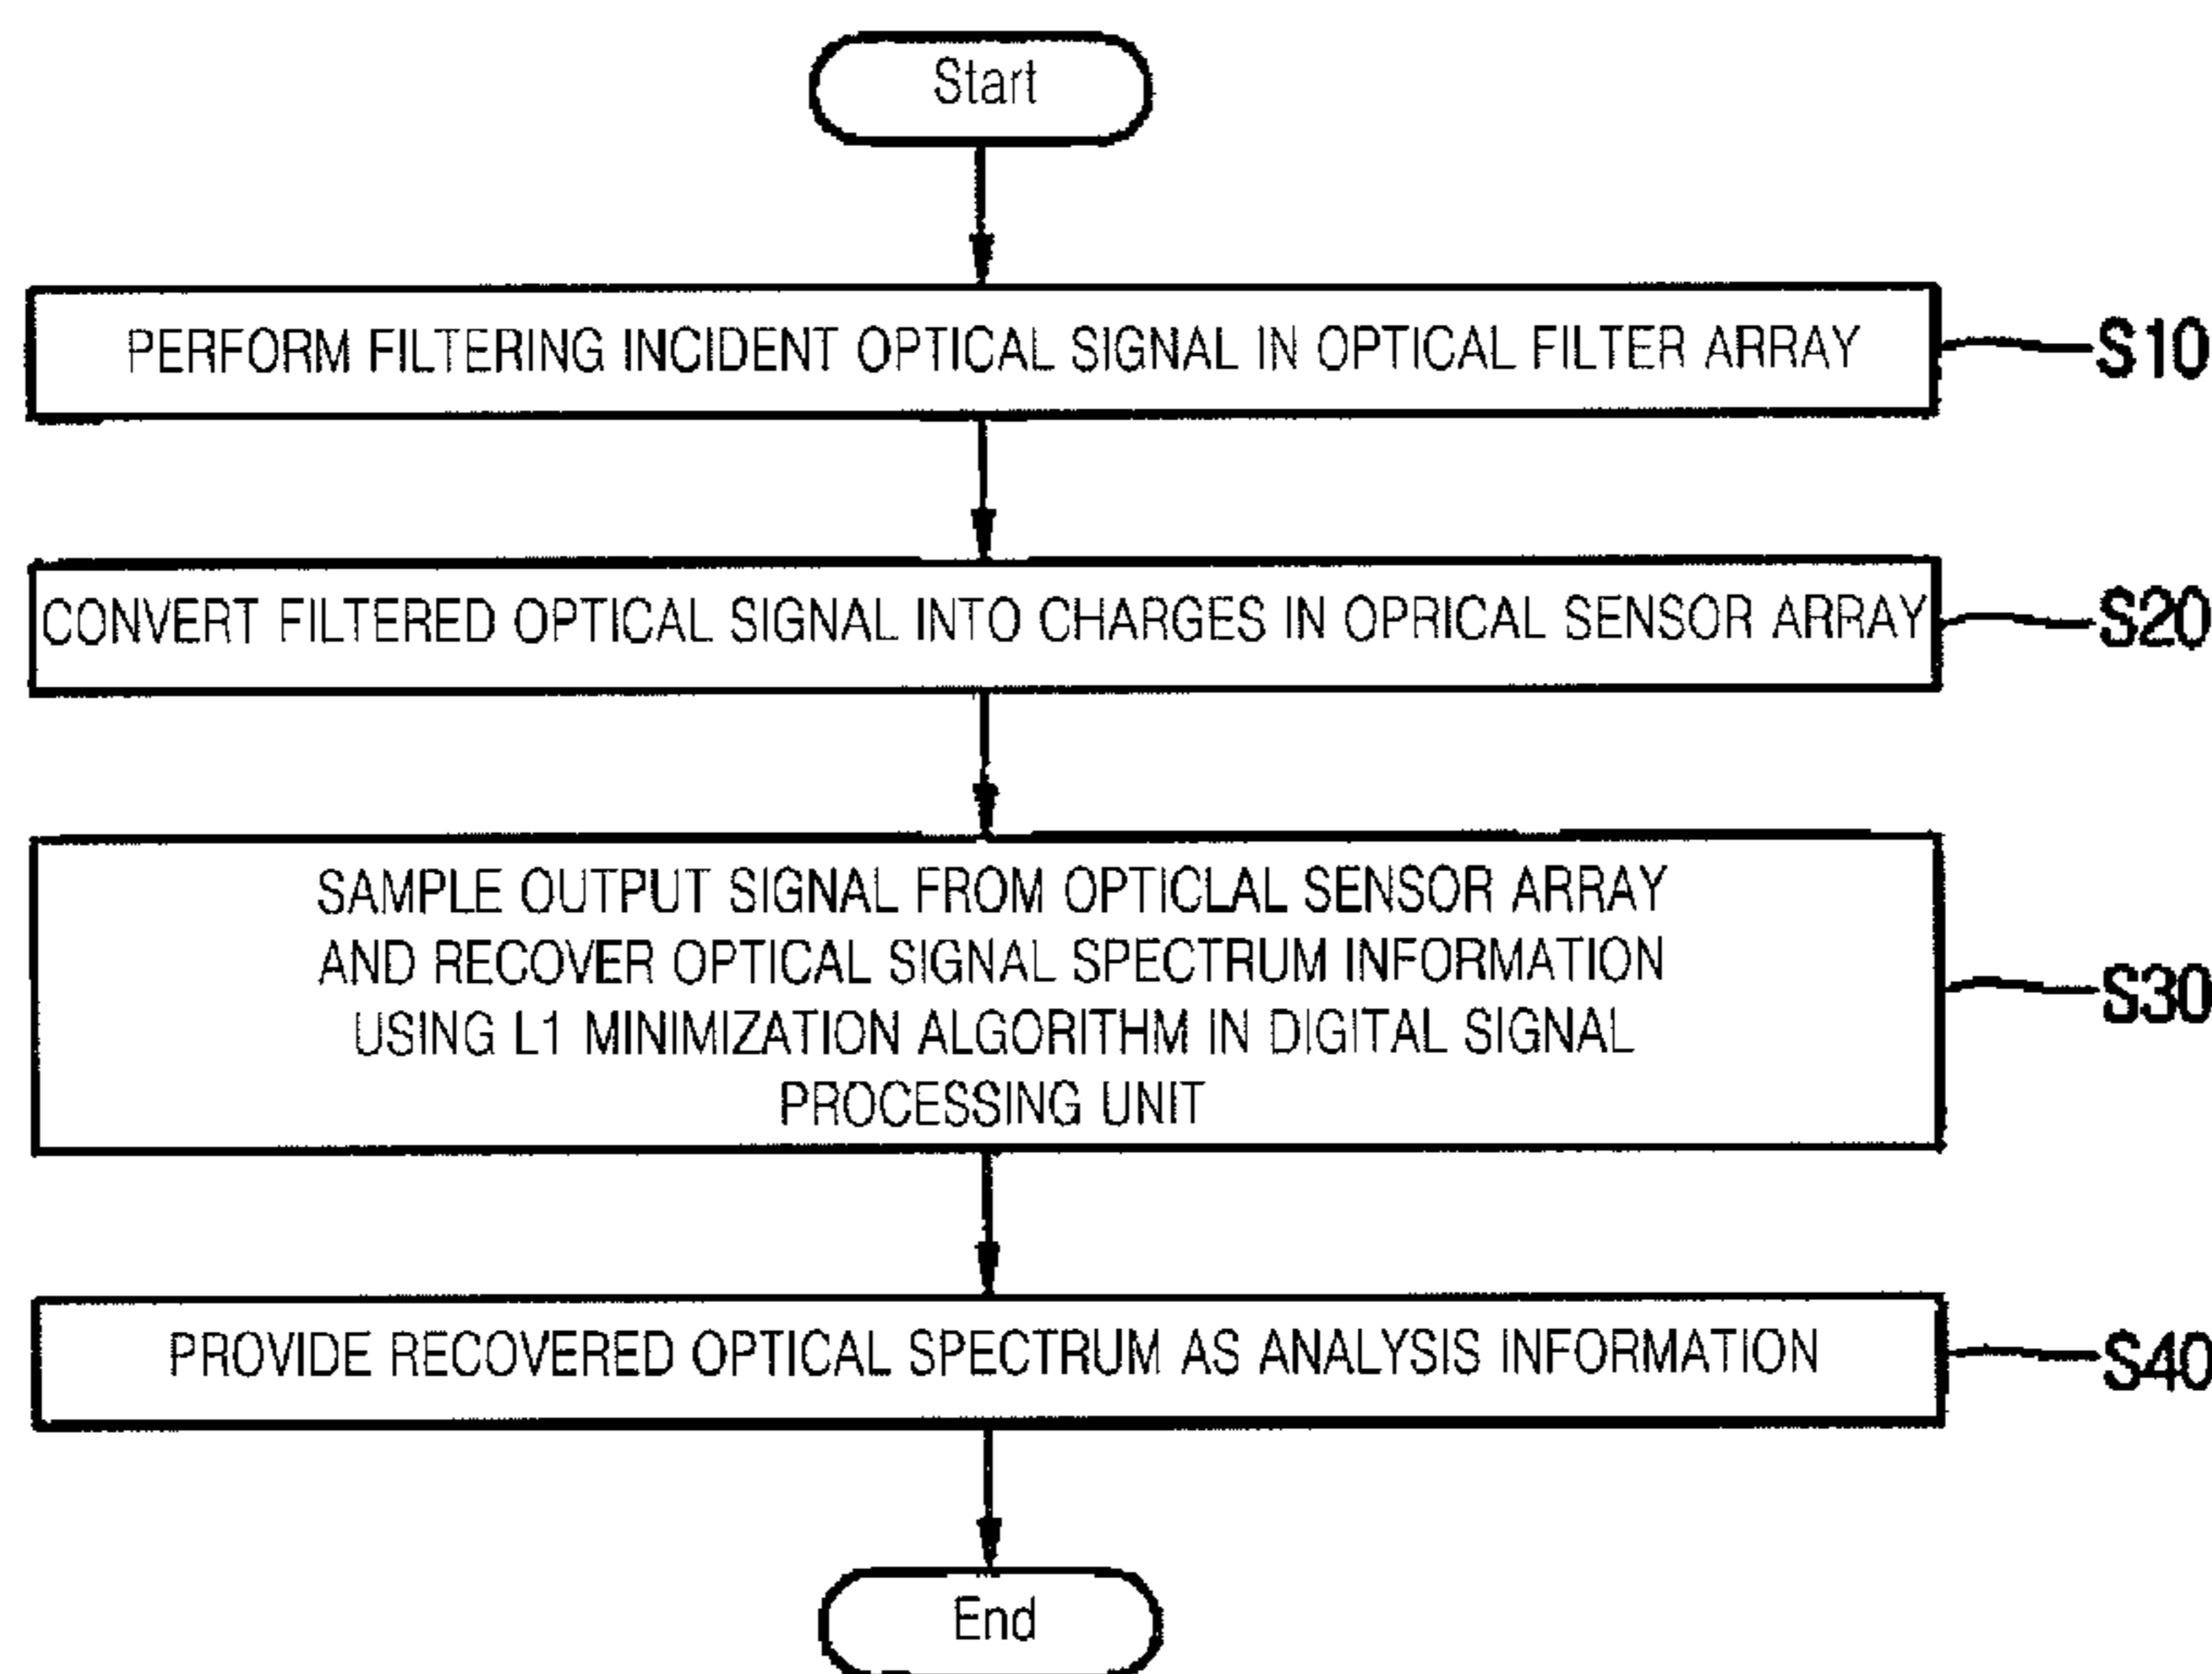 Start
PERFORM FILTERING INCIDENT OPTICAL SIGNAL IN OPTICAL FILTER ARRAY
S10
CONVERT FILTERED OPTICAL SIGNAL INTO CHARGES IN OPRICAL SENSOR ARRAY
S20
SAMPLE OUTPUT SIGNAL FROM OPTICLAL SENSOR ARRAY
AND RECOVER OPTICAL SIGNAL SPECTRUM INFORMATION
USING L1 MINIMIZATION ALGORITHM IN DIGITAL SIGNAL
PROCESSING UNIT
S30
PROVIDE RECOVERED OPTICAL SPECTRUM AS ANALYSIS INFORMATION
S40
End